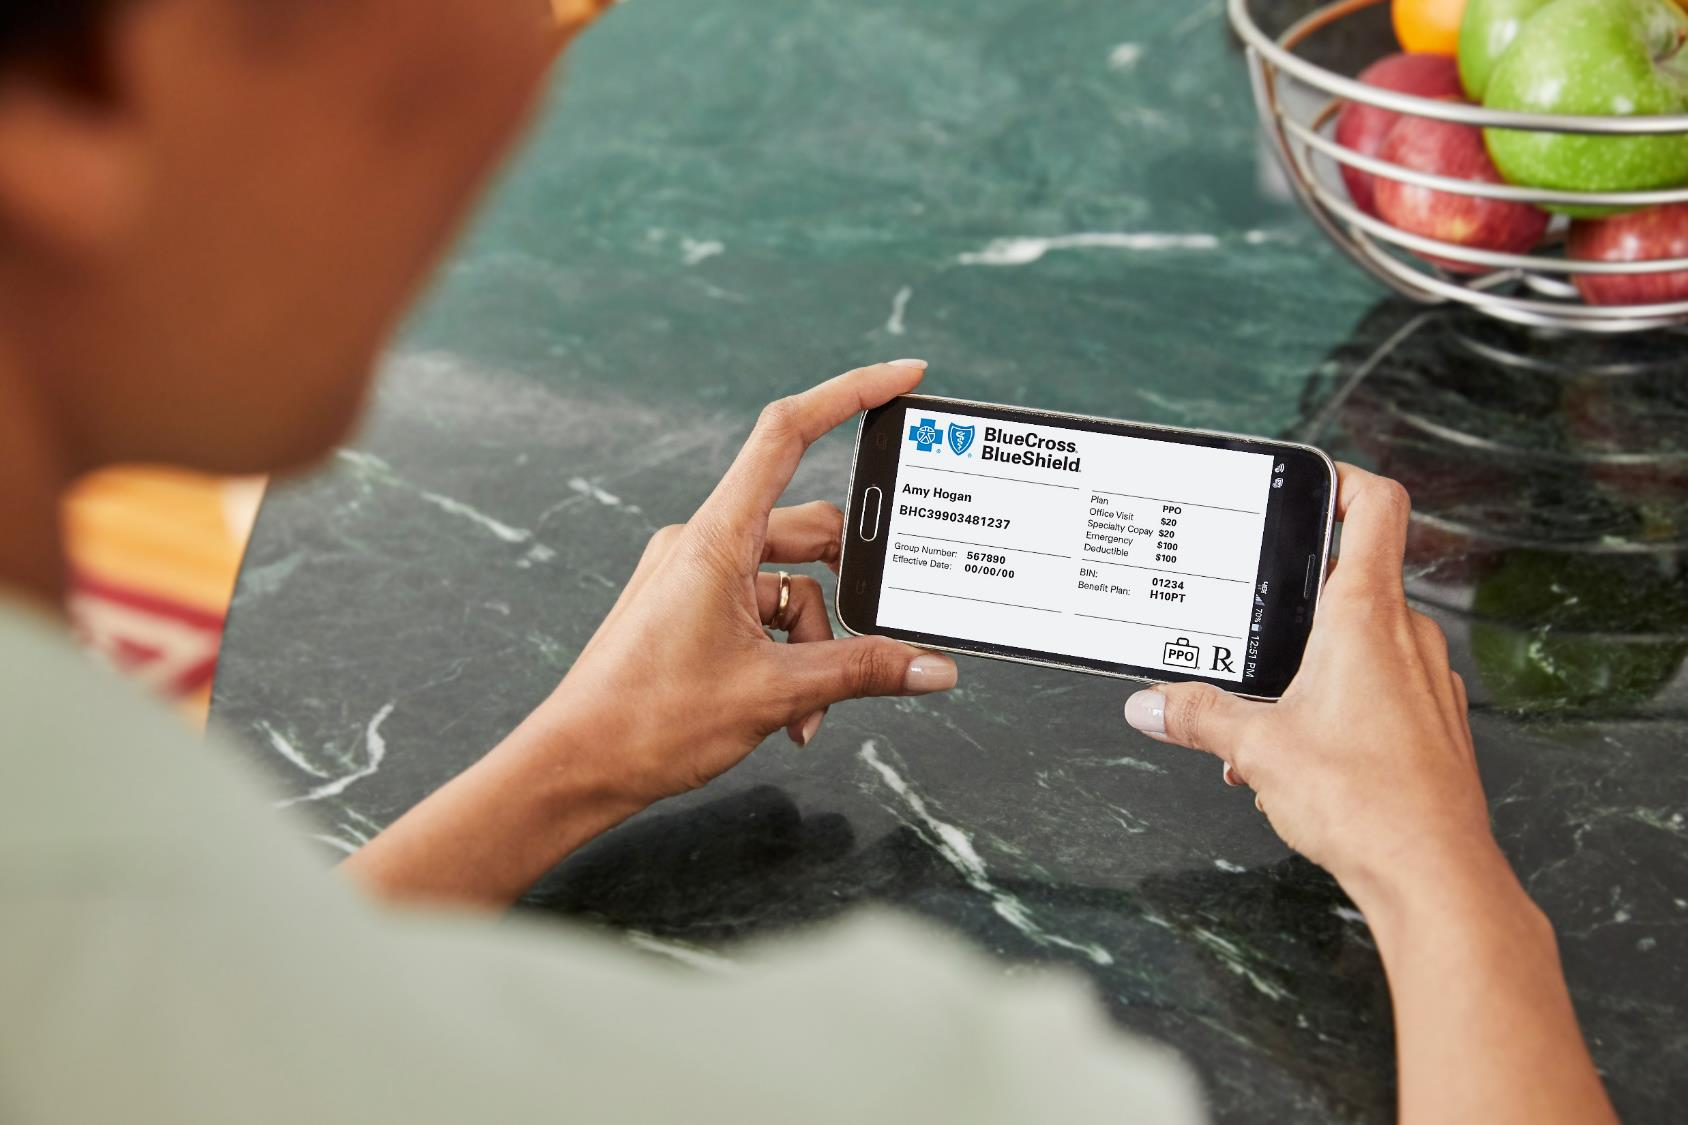 BlueCross
BlueShield
Amy Hogan
BHC39903481237
Group Number: 567890
Effective Date: 00/00/00
Plan PPO
Office Visit $20
Specialty Copay $20
Emergency $100
Deductible $100
BIN: 01234
Benefit Plan: H10PT
PPO
Rx
70% 12:51 PM